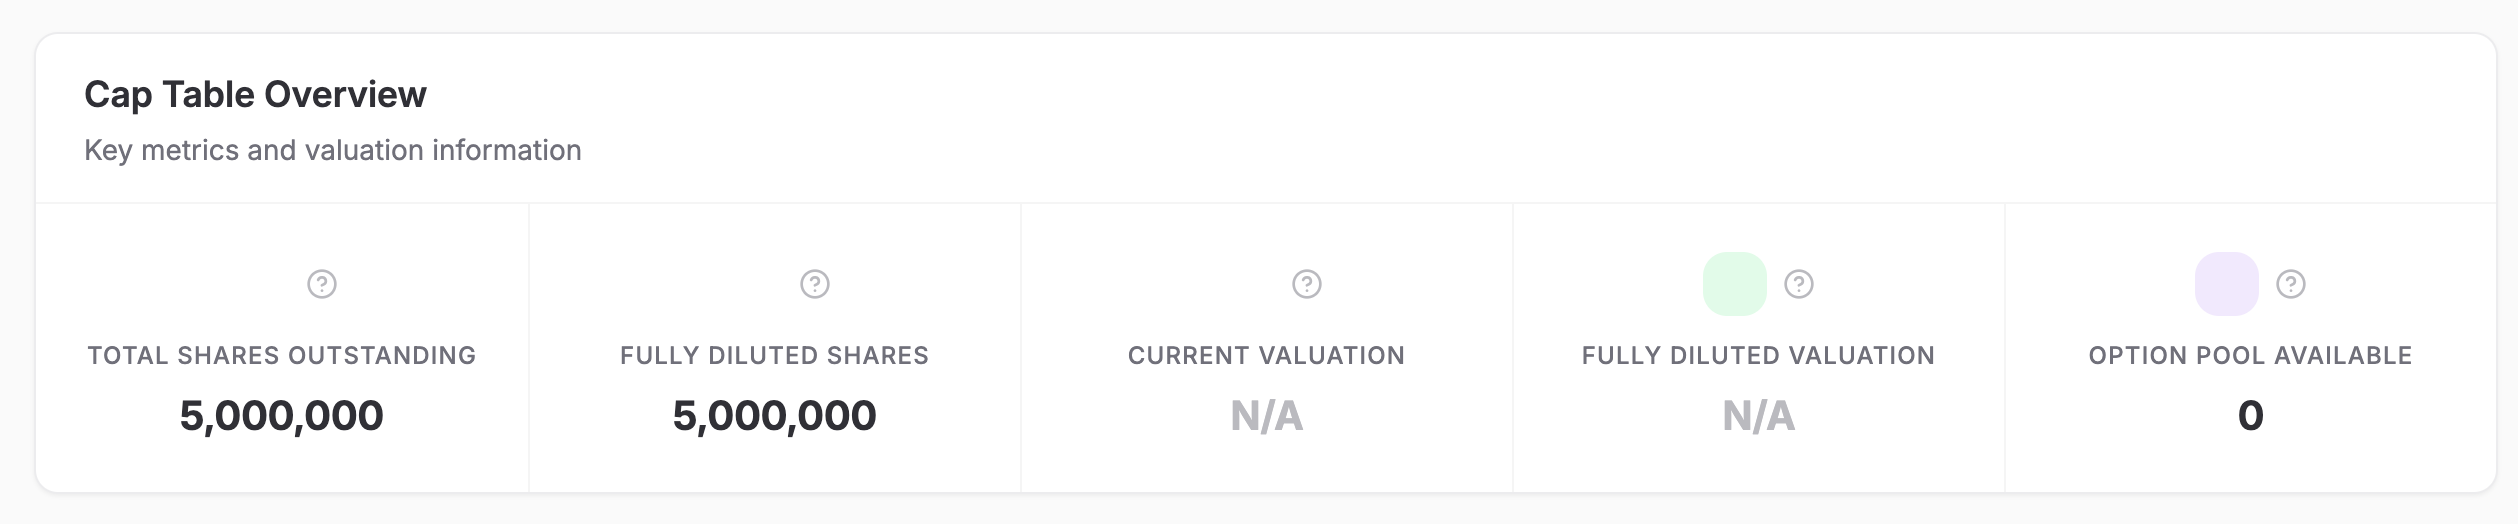 Cap Table Overview
Key metrics and valuation information
TOTAL SHARES OUTSTANDING
5,000,000
FULLY DILUTED SHARES
5,000,000
CURRENT VALUATION
N/A
FULLY DILUTED VALUATION
N/A
OPTION POOL AVAILABLE
0